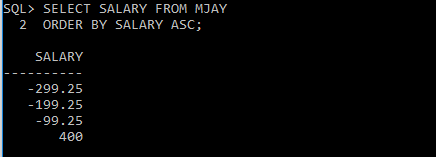 SQL> SELECT SALARY FROM MJAY
2 ORDER BY SALARY ASC;
SALARY
----------
-299.25
-199.25
-99.25
400